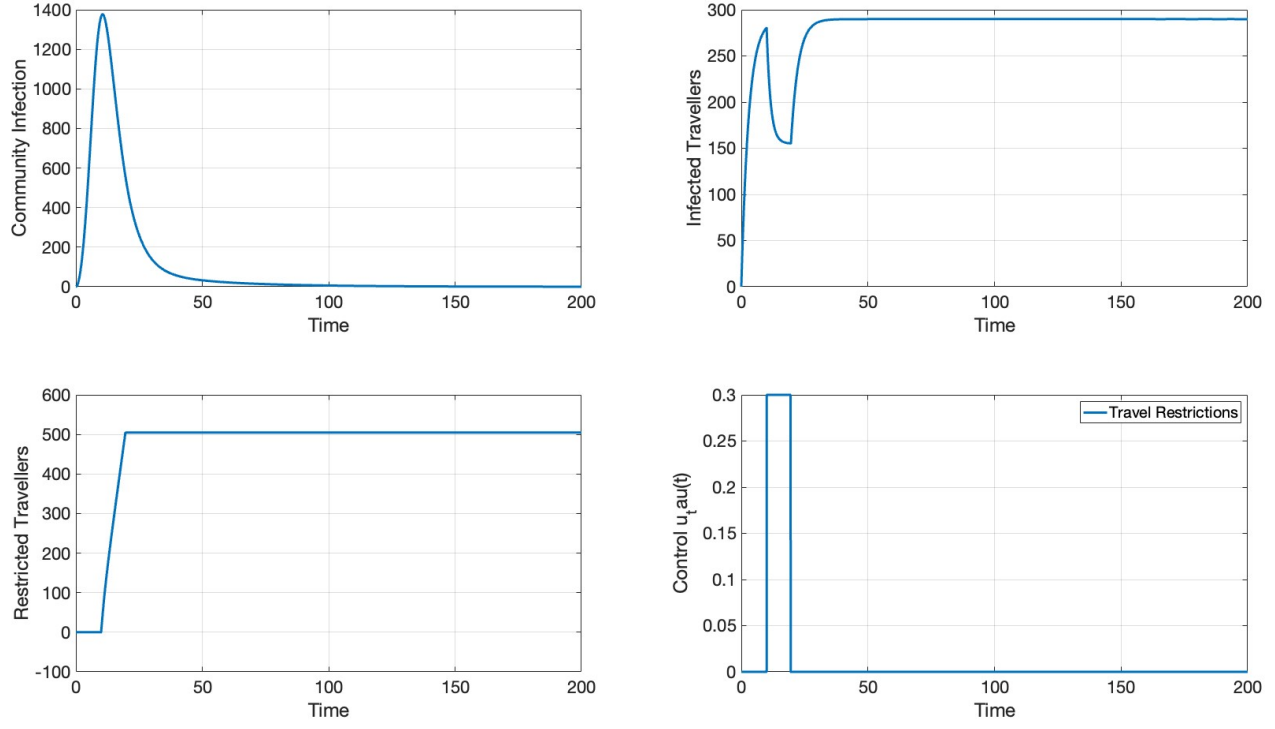 1400
1200
1000
800
600
400
200
0
Community Infection
0 50 100 150 200
Time
300
250
200
150
100
50
0
Infected Travellers
0 50 100 150 200
Time
600
500
400
300
200
100
0
-100
Restricted Travellers
0 50 100 150 200
Time
0.3
0.25
0.2
0.15
0.1
0.05
0
Control u_tau(t)
Travel Restrictions
0 50 100 150 200
Time